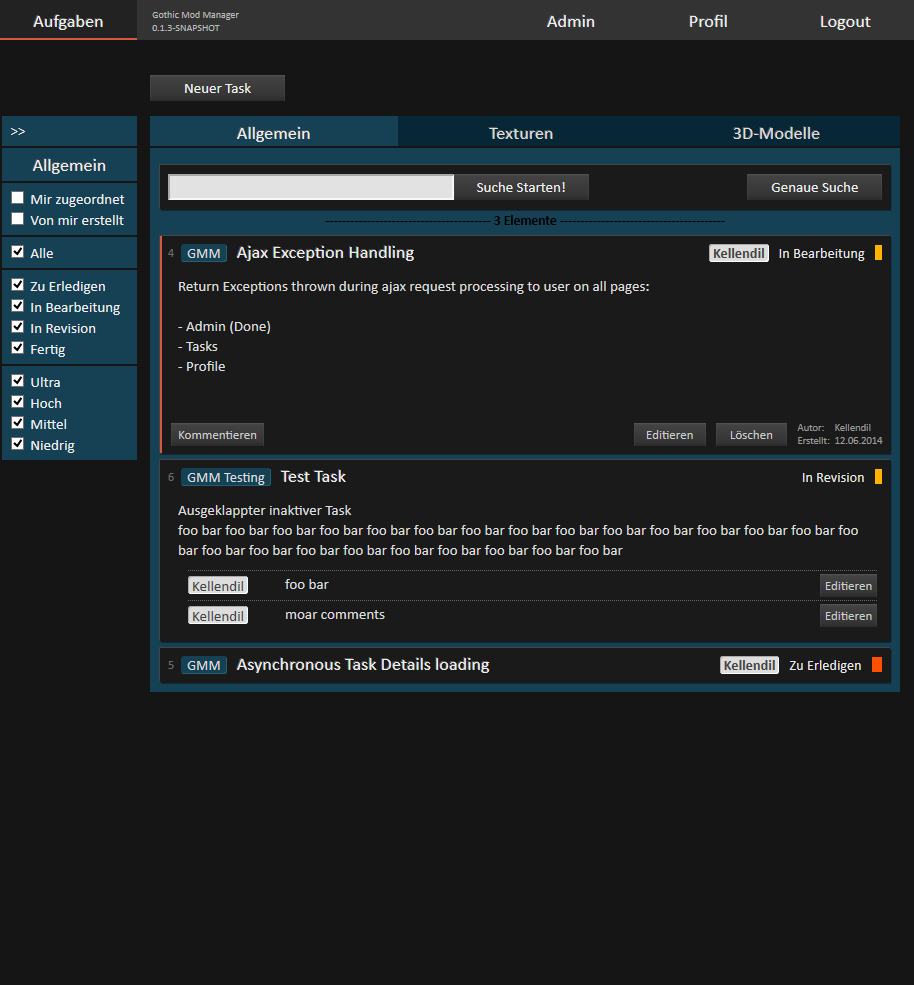 Aufgaben
Gothic Mod Manager
0.1.3-SNAPSHOT
Admin
Profil
Logout
Neuer Task
>>
Allgemein
Mir zugeordnet
Von mir erstellt
Alle
Zu Erledigen
In Bearbeitung
In Revision
Fertig
Ultra
Hoch
Mittel
Niedrig
Allgemein
Texturen
3D-Modelle
Suche Starten!
Genaue Suche
3 Elemente
4 GMM Ajax Exception Handling
Kellendil In Bearbeitung
Return Exceptions thrown during ajax request processing to user on all pages:
- Admin (Done)
- Tasks
- Profile
Kommentieren
Editieren
Löschen
Autor: Kellendil
Erstellt: 12.06.2014
6 GMM Testing Test Task
In Revision
Ausgeklappter inaktiver Task
foo bar foo bar foo bar foo bar foo bar foo bar foo bar foo bar foo bar foo bar foo bar foo bar foo bar foo bar foo
bar foo bar foo bar foo bar foo bar foo bar foo bar foo bar foo bar foo bar
Kellendil foo bar Editieren
Kellendil moar comments Editieren
5 GMM Asynchronous Task Details loading
Kellendil Zu Erledigen